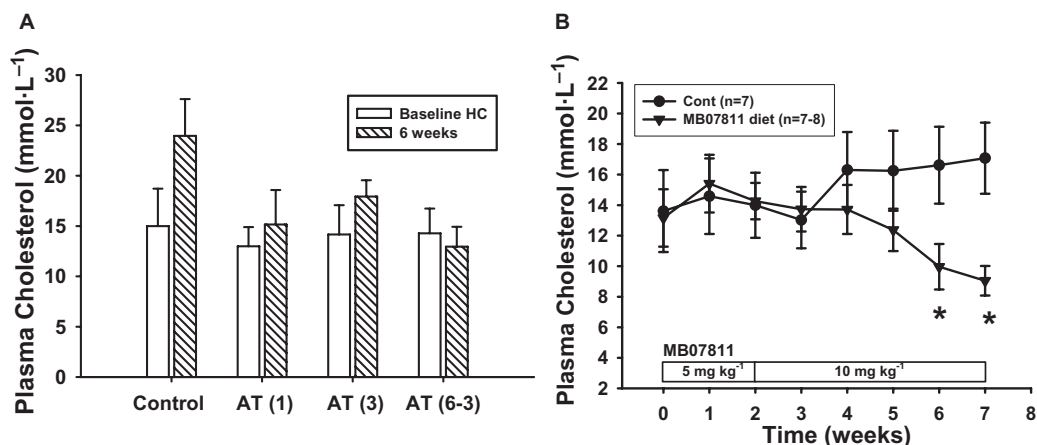 A
Plasma Cholesterol (mmol·L⁻¹)
30
25
20
15
10
5
0
Baseline HC
6 weeks
Control AT (1) AT (3) AT (6-3)
B
Plasma Cholesterol (mmol·L⁻¹)
22
20
18
16
14
12
10
8
6
4
2
Cont (n=7)
MB07811 diet (n=7-8)
* *
MB07811
5 mg kg⁻¹ 10 mg kg⁻¹
0 1 2 3 4 5 6 7 8
Time (weeks)